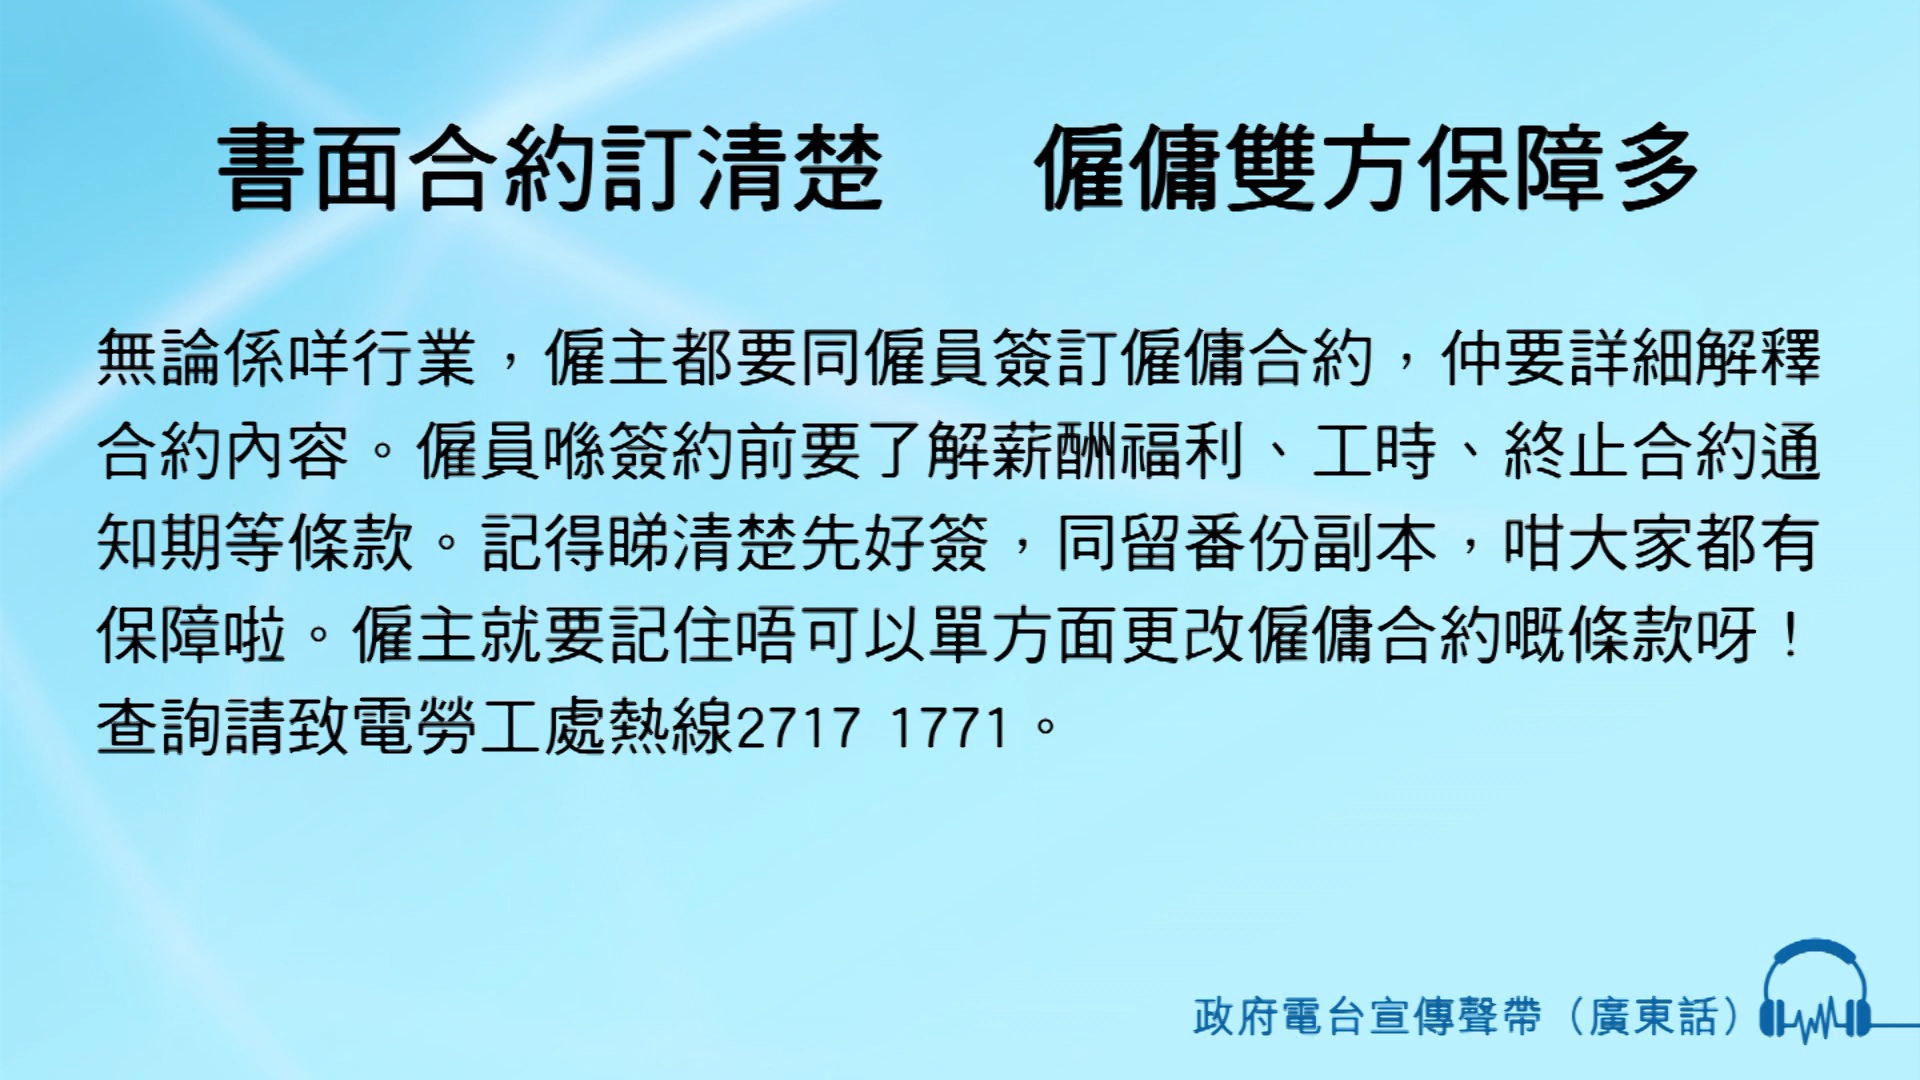 書面合約訂清楚　僱傭雙方保障多
無論係咩行業，僱主都要同僱員簽訂僱傭合約，仲要詳細解釋
合約內容。僱員喺簽約前要了解薪酬福利、工時、終止合約通
知期等條款。記得睇清楚先好簽，同留番份副本，咁大家都有
保障啦。僱主就要記住唔可以單方面更改僱傭合約嘅條款呀！
查詢請致電勞工處熱線2717 1771。
政府電台宣傳聲帶（廣東話）